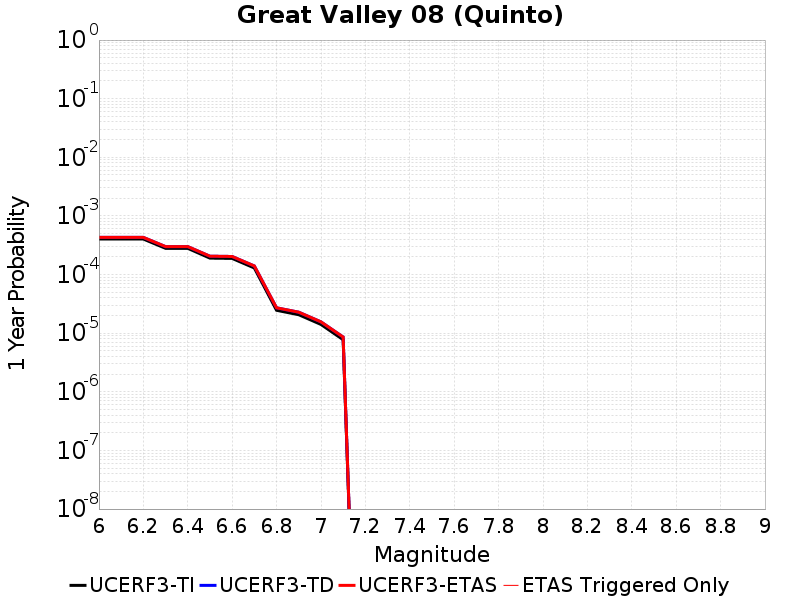 Great Valley 08 (Quinto)
10^0
10^-1
10^-2
10^-3
10^-4
10^-5
10^-6
10^-7
10^-8
1 Year Probability
6 6.2 6.4 6.6 6.8 7 7.2 7.4 7.6 7.8 8 8.2 8.4 8.6 8.8 9
Magnitude
UCERF3-TI UCERF3-TD UCERF3-ETAS ETAS Triggered Only